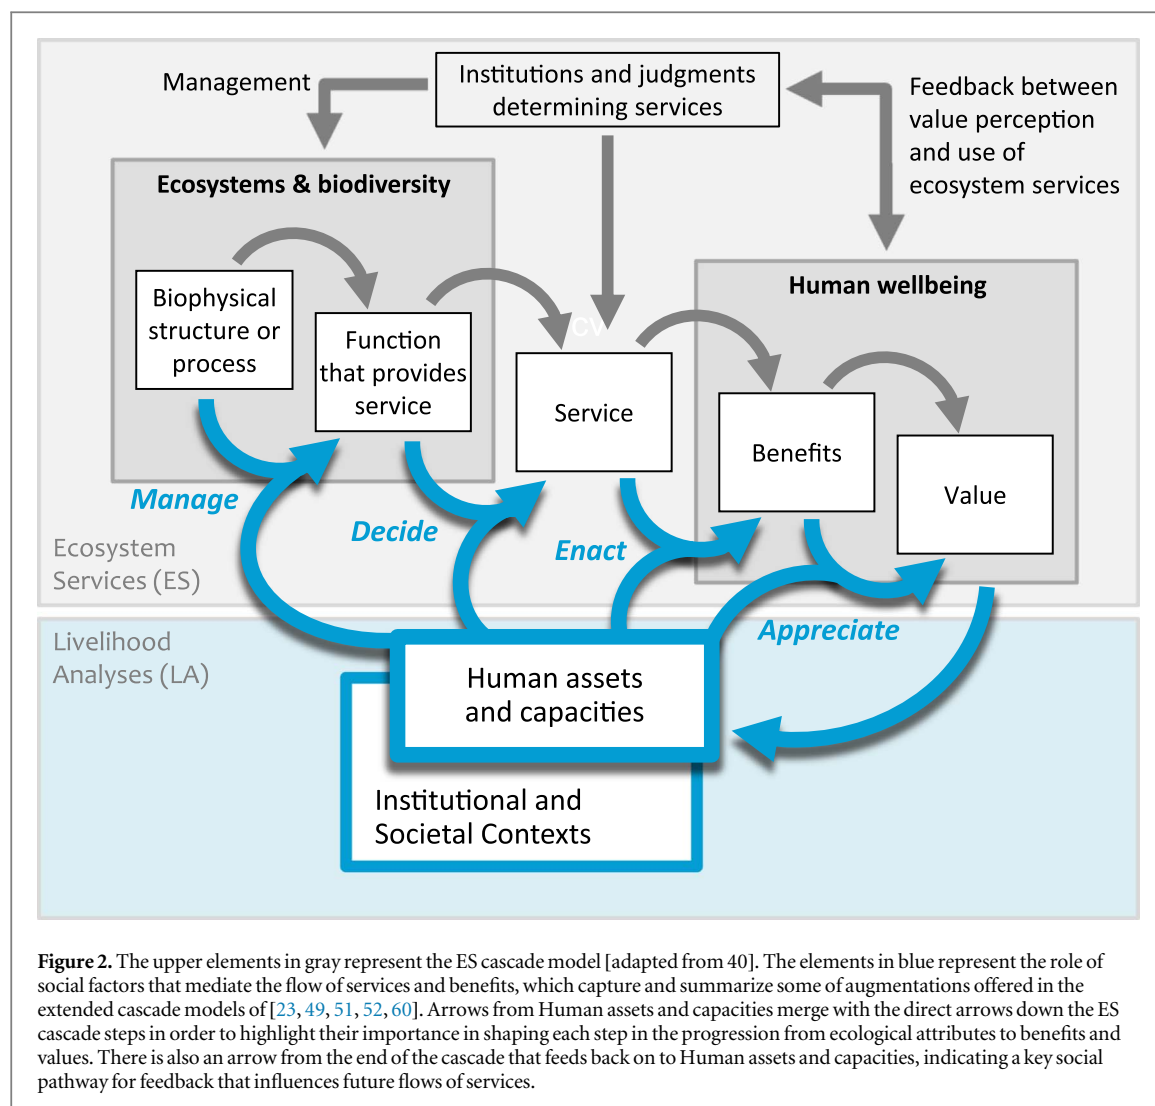 Management
Institutions and judgments
determining services
Feedback between
value perception
and use of
ecosystem services
Ecosystems & biodiversity
Human wellbeing
Biophysical
structure or
process
Function
that provides
service
CV
Service
Benefits
Value
Manage
Decide
Enact
Appreciate
Ecosystem
Services (ES)
Livelihood
Analyses (LA)
Human assets
and capacities
Institutional and
Societal Contexts
Figure 2. The upper elements in gray represent the ES cascade model [adapted from 40]. The elements in blue represent the role of
social factors that mediate the flow of services and benefits, which capture and summarize some of augmentations offered in the
extended cascade models of [23, 49, 51, 52, 60]. Arrows from Human assets and capacities merge with the direct arrows down the ES
cascade steps in order to highlight their importance in shaping each step in the progression from ecological attributes to benefits and
values. There is also an arrow from the end of the cascade that feeds back on to Human assets and capacities, indicating a key social
pathway for feedback that influences future flows of services.